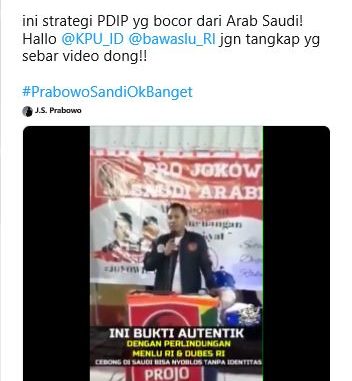 ini strategi PDIP yg bocor dari Arab Saudi!
Hallo @KPU_ID @bawaslu_RI jgn tangkap yg
sebar video dong!!
#PrabowoSandiOkBanget
J.S. Prabowo
PRO JOKOW
SAUDI ARABI
INI BUKTI AUTENTIK
DENGAN PERLINDUNGAN
MENLU RI & DUBES RI
CEBONG DI SAUDI BISA NYOBLOS TANPA IDENTITAS
PROJO